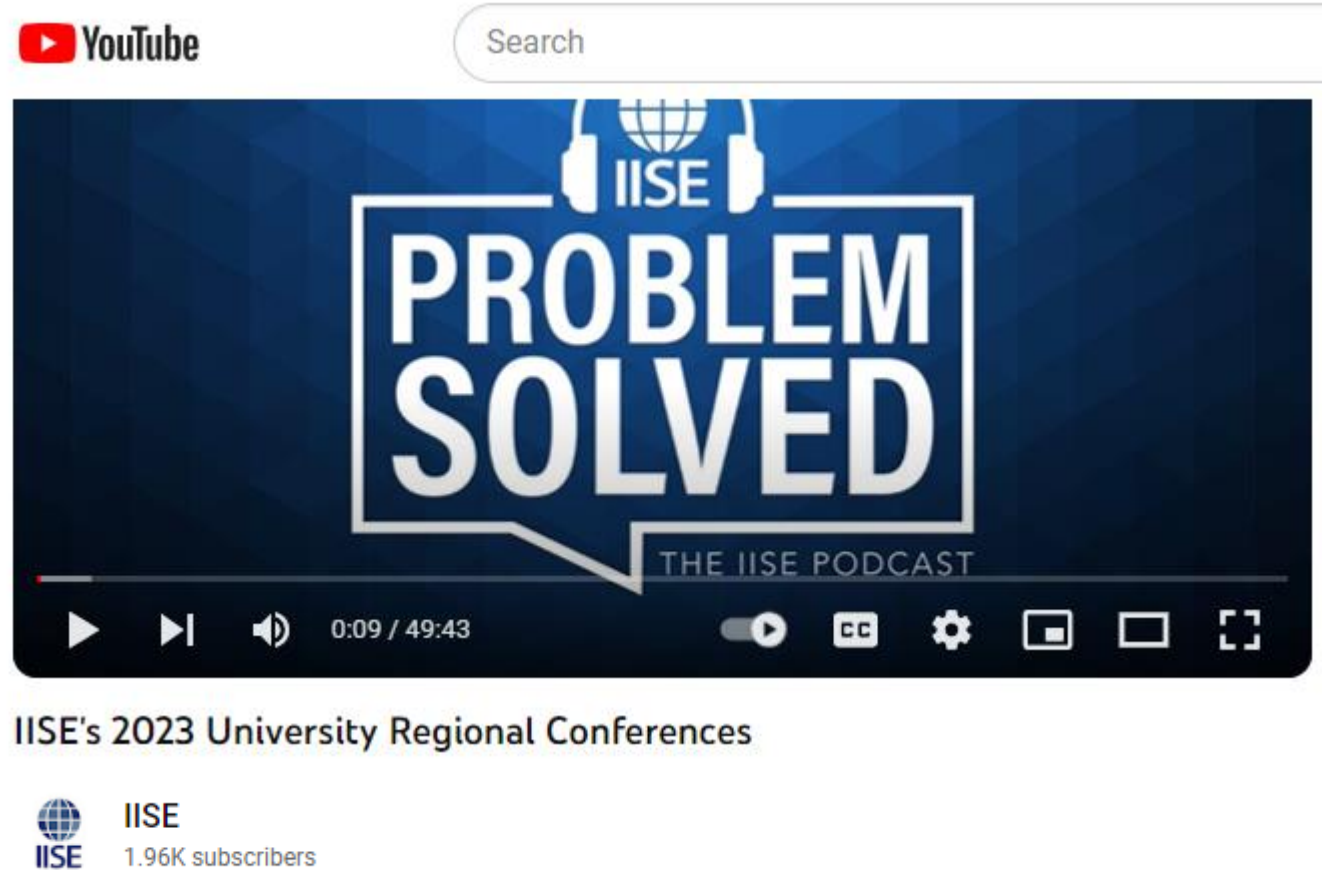 YouTube
Search
IISE
PROBLEM
SOLVED
THE IISE PODCAST
0:09 / 49:43
CC
IISE's 2023 University Regional Conferences
IISE
IISE
1.96K subscribers